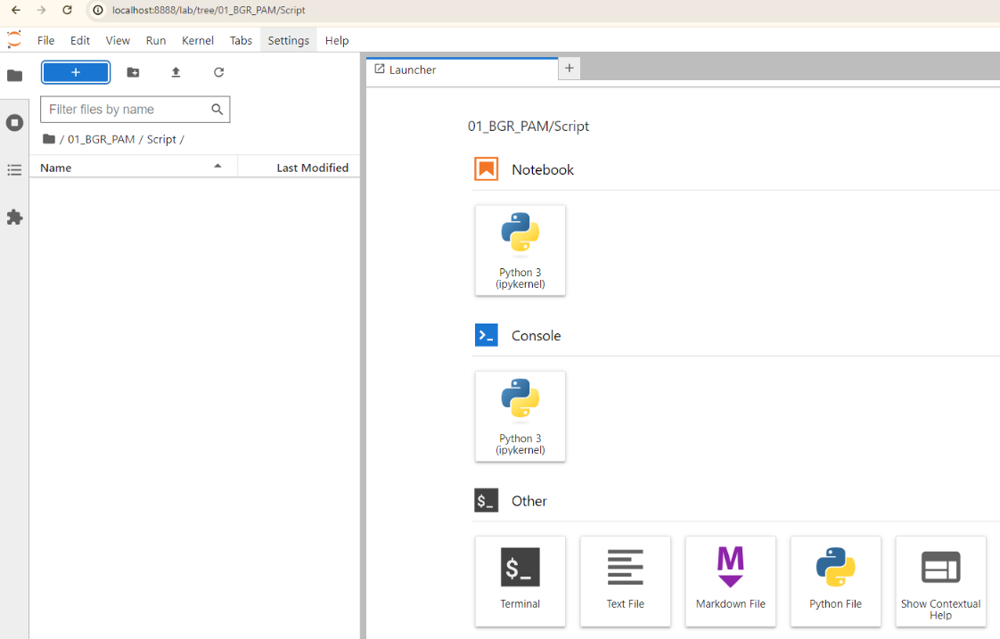 localhost:8888/lab/tree/01_BGR_PAM/Script
File Edit View Run Kernel Tabs Settings Help
+
Launcher
+
Filter files by name
/ 01_BGR_PAM / Script /
Name Last Modified
01_BGR_PAM/Script
Notebook
Python 3
(ipykernel)
>_ Console
Python 3
(ipykernel)
$_ Other
$_
Terminal
Text File
M
Markdown File
Python File
Show Contextual
Help